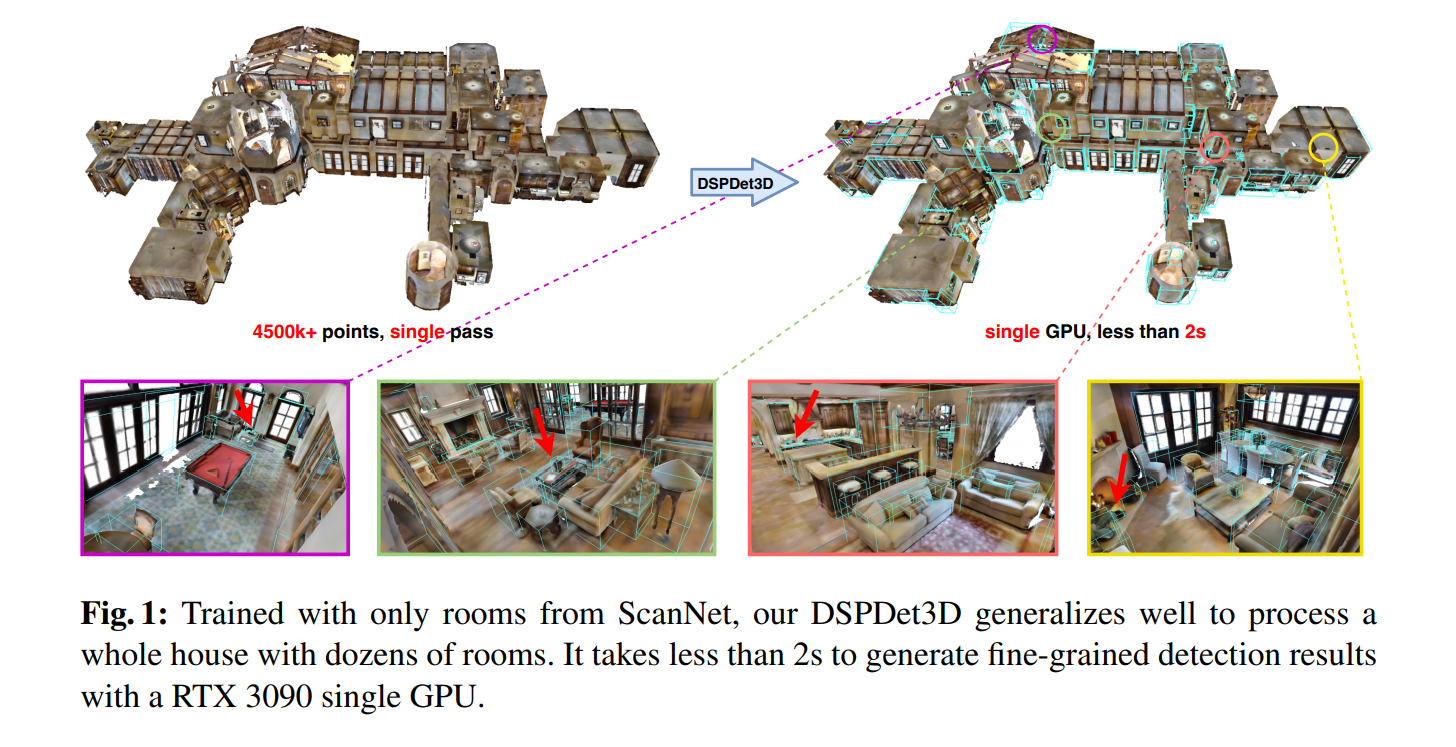 DSPDet3D
4500k+ points, single pass
single GPU, less than 2s
Fig. 1: Trained with only rooms from ScanNet, our DSPDet3D generalizes well to process a
whole house with dozens of rooms. It takes less than 2s to generate fine-grained detection results
with a RTX 3090 single GPU.